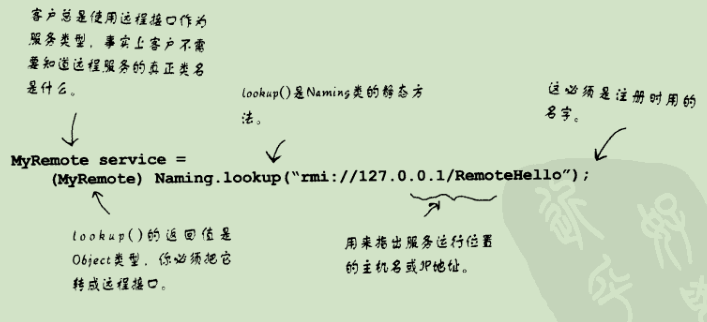 客户总是使用远程接口作为
服务类型，事实上客户不需
要知道远程服务的真正类名
是什么。
lookup()是Naming类的静态方
法。
这必须是注册时用的
名字。
MyRemote service =
(MyRemote) Naming.lookup(“rmi://127.0.0.1/RemoteHello”);
lookup()的返回值是
Object类型，你必须把它
转成远程接口。
用来指出服务运行位置
的主机名或IP地址。